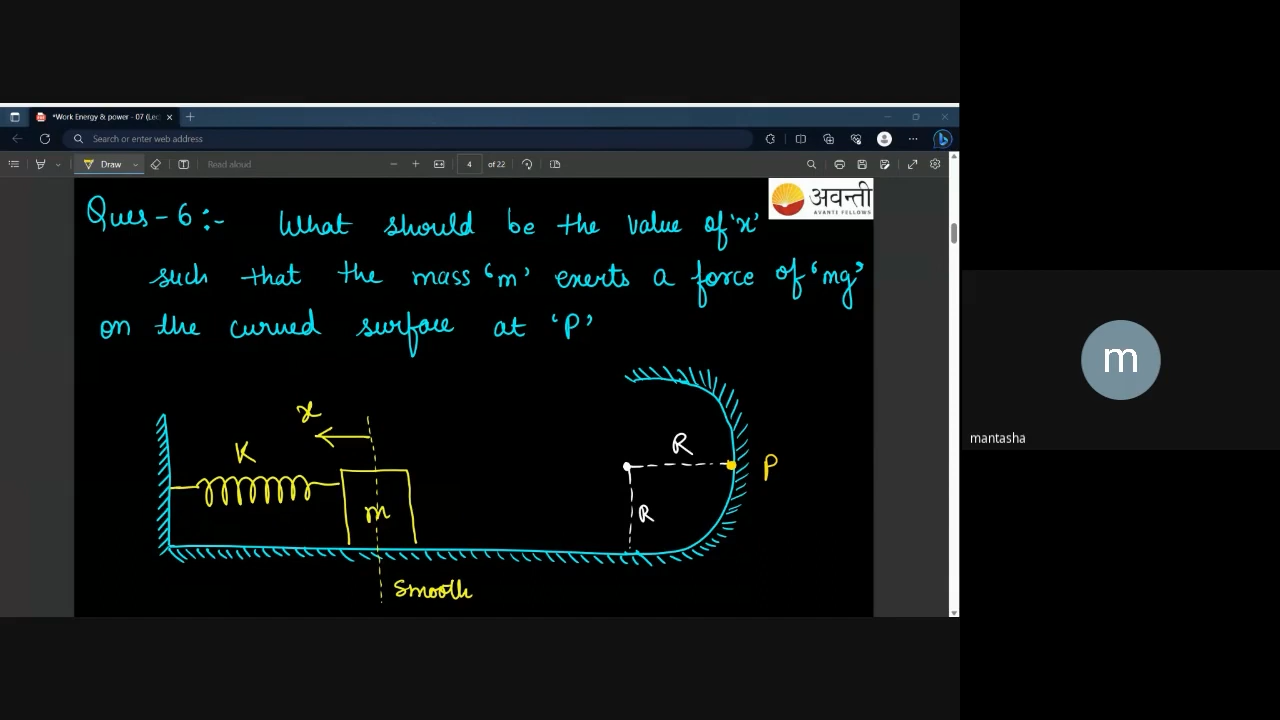 *Work Energy & power - 07 (Lec
Search or enter web address
Draw
Read aloud
4 of 22
अवन्ती
AVANTI FELLOWS
Ques-6:- What should be the value of 'x'
such that the mass 'm' exerts a force of 'mg'
on the curved surface at 'P'
x
K
m
R
P
R
Smooth
m
mantasha